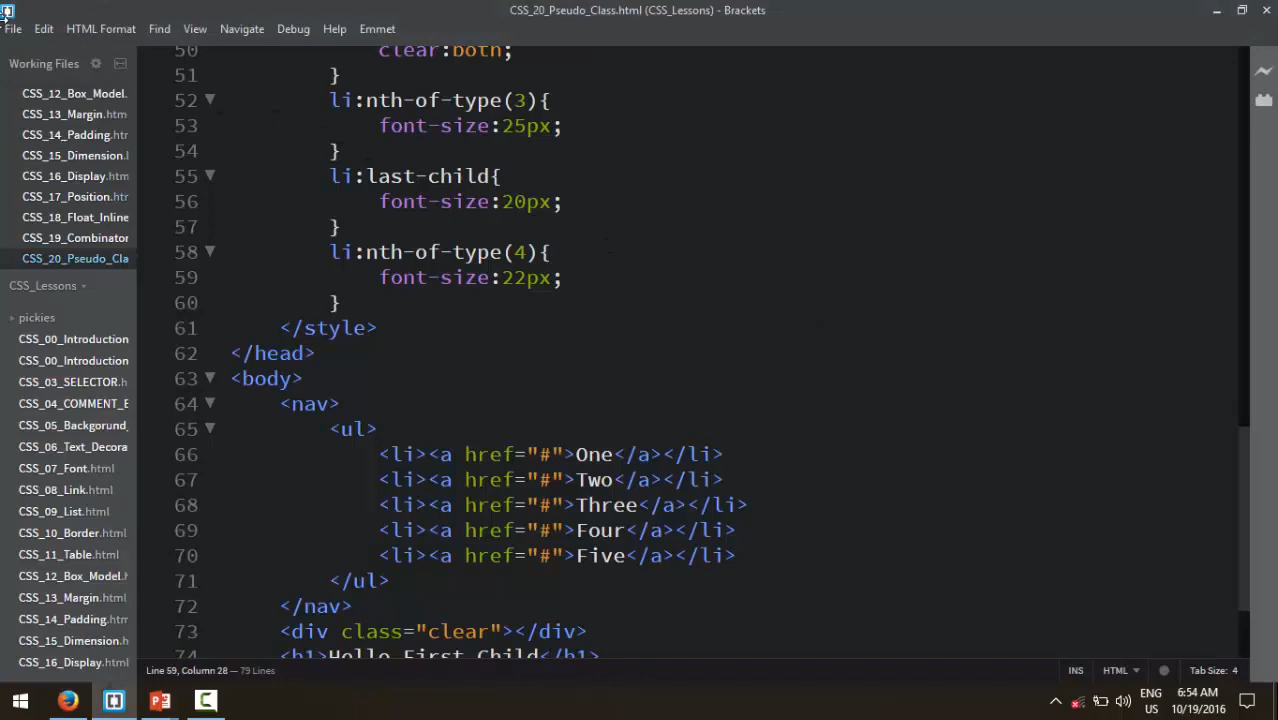 CSS_20_Pseudo_Class.html (CSS_Lessons) - Brackets
File Edit HTML Format Find View Navigate Debug Help Emmet
Working Files
CSS_12_Box_Model.
CSS_13_Margin.htm
CSS_14_Padding.htr
CSS_15_Dimension.l
CSS_16_Display.htm
CSS_17_Position.htr
CSS_18_Float_Inline
CSS_19_Combinator
CSS_20_Pseudo_Cla
CSS_Lessons
pickies
CSS_00_Introduction
CSS_00_Introduction
CSS_03_SELECTOR.h
CSS_04_COMMENT_E
CSS_05_Backgorund_
CSS_06_Text_Decora
CSS_07_Font.html
CSS_08_Link.html
CSS_09_List.html
CSS_10_Border.html
CSS_11_Table.html
CSS_12_Box_Model.h
CSS_13_Margin.html
CSS_14_Padding.html
CSS_15_Dimension.h
CSS_16_Display.html
50 clear:both;
51 }
52 li:nth-of-type(3){
53 font-size:25px;
54 }
55 li:last-child{
56 font-size:20px;
57 }
58 li:nth-of-type(4){
59 font-size:22px;
60 }
61 </style>
62 </head>
63 <body>
64 <nav>
65 <ul>
66 <li><a href="#">One</a></li>
67 <li><a href="#">Two</a></li>
68 <li><a href="#">Three</a></li>
69 <li><a href="#">Four</a></li>
70 <li><a href="#">Five</a></li>
71 </ul>
72 </nav>
73 <div class="clear"></div>
74 <h1>Hello First Child</h1>
Line 59, Column 28 — 79 Lines
INS HTML Tab Size: 4
ENG 6:54 AM
US 10/19/2016